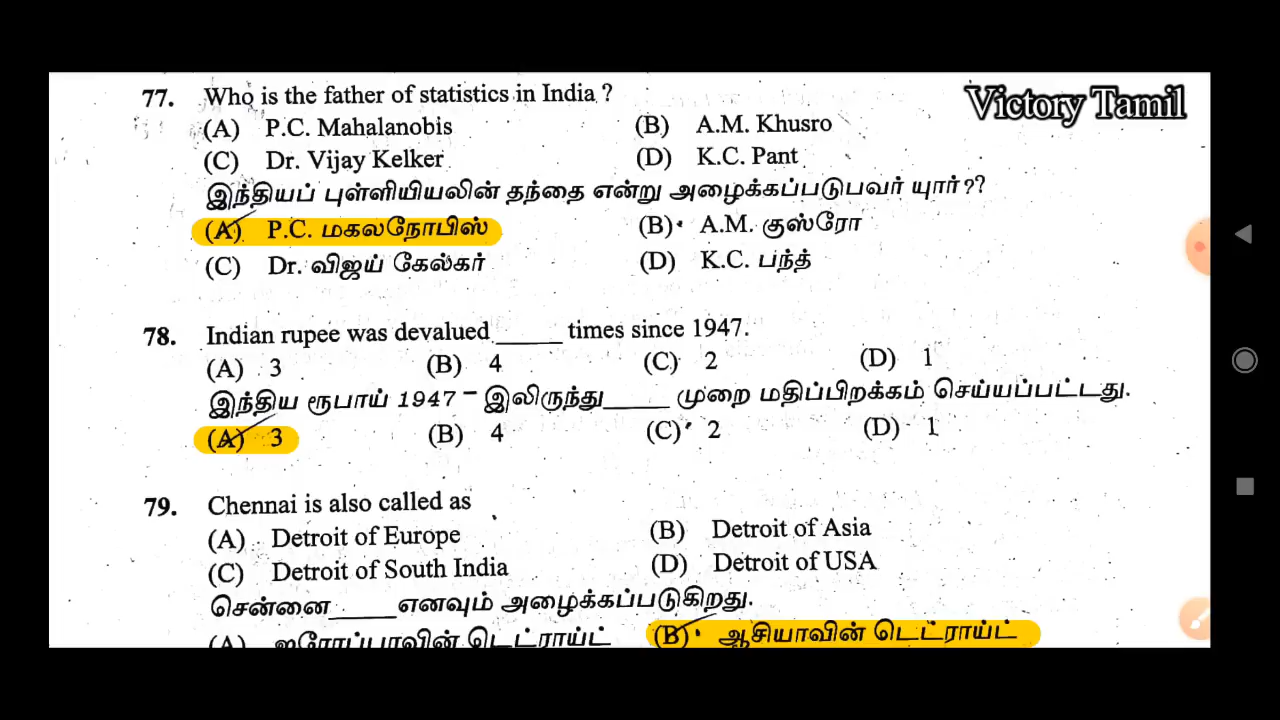 Victory Tamil
77. Who is the father of statistics in India ?
(A) P.C. Mahalanobis (B) A.M. Khusro
(C) Dr. Vijay Kelker (D) K.C. Pant
இந்தியப் புள்ளியியலின் தந்தை என்று அழைக்கப்படுபவர் யார்??
(A) P.C. மகலநோபிஸ் (B) A.M. குஸ்ரோ
(C) Dr. விஜய் கேல்கர் (D) K.C. பந்த்
78. Indian rupee was devalued _____ times since 1947.
(A) 3 (B) 4 (C) 2 (D) 1
இந்திய ரூபாய் 1947 – இலிருந்து _____ முறை மதிப்பிறக்கம் செய்யப்பட்டது.
(A) 3 (B) 4 (C) 2 (D) 1
79. Chennai is also called as
(A) Detroit of Europe (B) Detroit of Asia
(C) Detroit of South India (D) Detroit of USA
சென்னை _____ எனவும் அழைக்கப்படுகிறது.
(A) ஐரோப்பாவின் டெட்ராய்ட் (B) ஆசியாவின் டெட்ராய்ட்